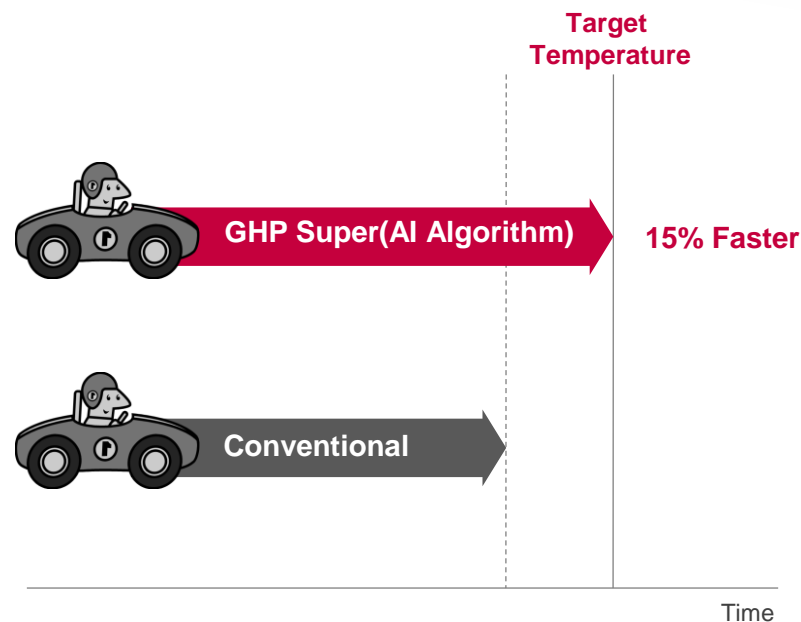 Target
Temperature
GHP Super(AI Algorithm)
15% Faster
Conventional
Time